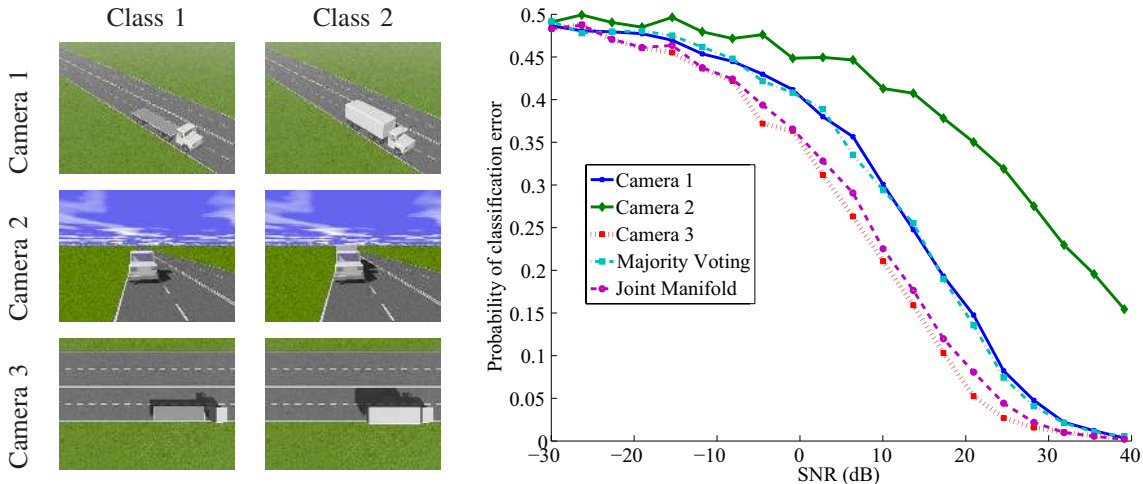 Class 1 Class 2
Camera 1
Camera 2
Camera 3
Probability of classification error
0.5
0.45
0.4
0.35
0.3
0.25
0.2
0.15
0.1
0.05
0
−30 −20 −10 0 10 20 30 40
SNR (dB)
Camera 1
Camera 2
Camera 3
Majority Voting
Joint Manifold